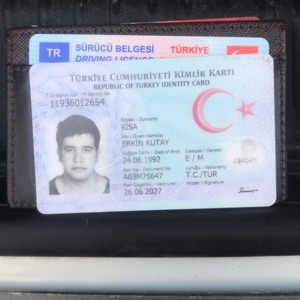 TR
SÜRÜCÜ BELGESİ TÜRKİYE
DRIVING LICENCE
TÜRKİYE CUMHURİYETİ KİMLİK KARTI
REPUBLIC OF TURKEY IDENTITY CARD
11936012654
Soyadı / Surname
KISA
Adı / Given Name(s)
ERKİN KUTAY
Doğum Tarihi / Date of Birth Cinsiyeti / Gender
24.06.1992 E / M
Seri No / Document No Uyruğu / Nationality
A03M75647 T.C./TUR
Son Geçerlilik / Valid Until İmza / Signature
26.06.2027